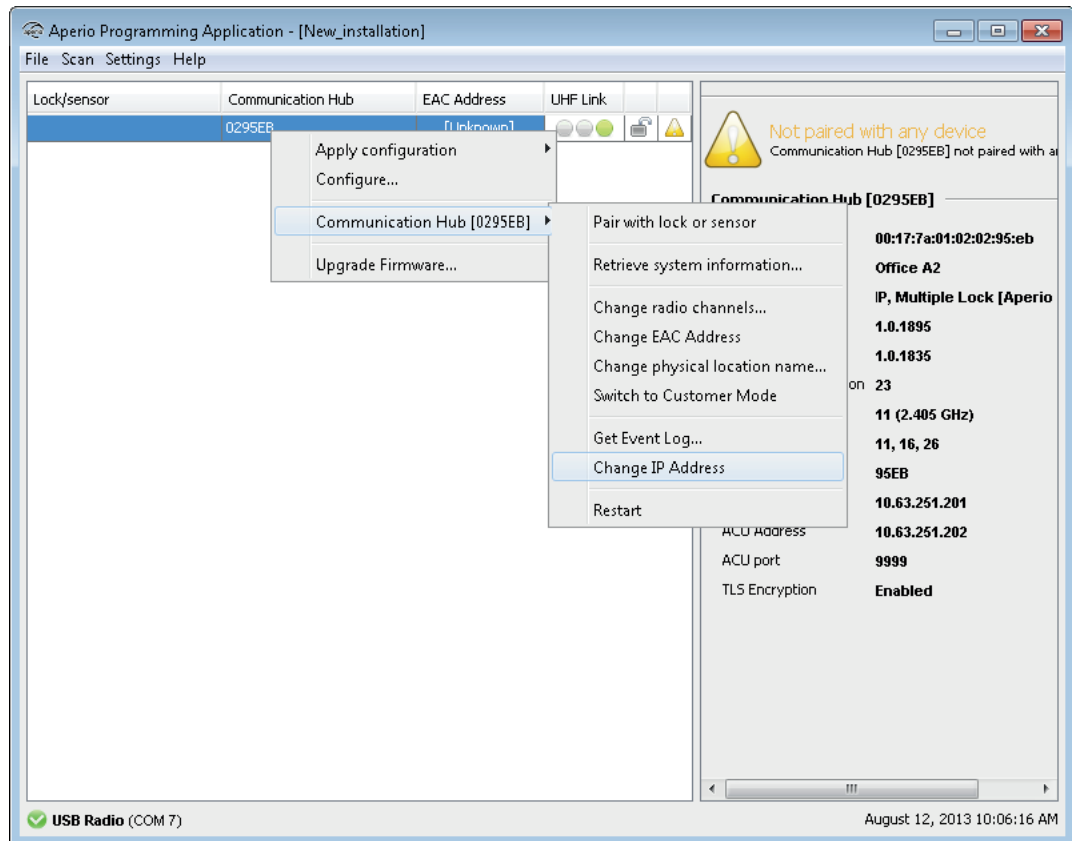 Aperio Programming Application - [New_installation]
File Scan Settings Help
Lock/sensor Communication Hub EAC Address UHF Link
0295EB [Unknown]
Apply configuration
Configure...
Communication Hub [0295EB]
Upgrade Firmware...
Pair with lock or sensor
Retrieve system information...
Change radio channels...
Change EAC Address
Change physical location name...
Switch to Customer Mode
Get Event Log...
Change IP Address
Restart
Not paired with any device
Communication Hub [0295EB] not paired with
Communication Hub [0295EB]
00:17:7a:01:02:02:95:eb
Office A2
IP, Multiple Lock [Aperio
1.0.1895
1.0.1835
on 23
11 (2.405 GHz)
11, 16, 26
95EB
10.63.251.201
ACU Address 10.63.251.202
ACU port 9999
TLS Encryption Enabled
USB Radio (COM 7)
August 12, 2013 10:06:16 AM